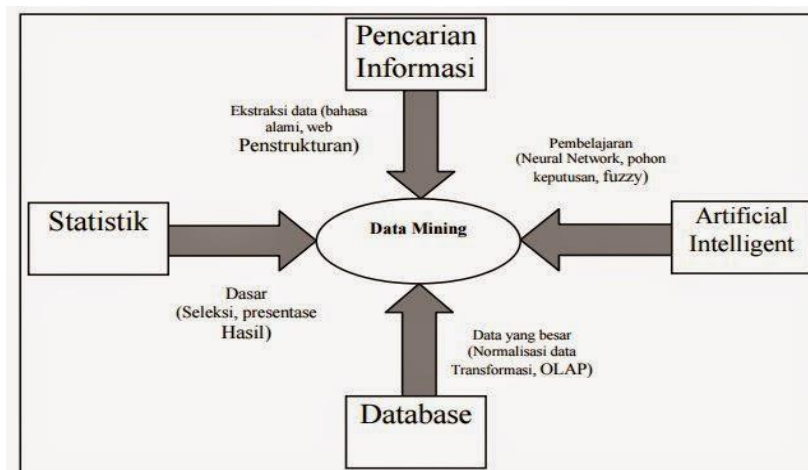 Pencarian
Informasi
Ekstraksi data (bahasa
alami, web
Penstrukturan)
Pembelajaran
(Neural Network, pohon
keputusan, fuzzy)
Statistik
Data Mining
Artificial
Intelligent
Dasar
(Seleksi, presentase
Hasil)
Data yang besar
(Normalisasi data
Transformasi, OLAP)
Database